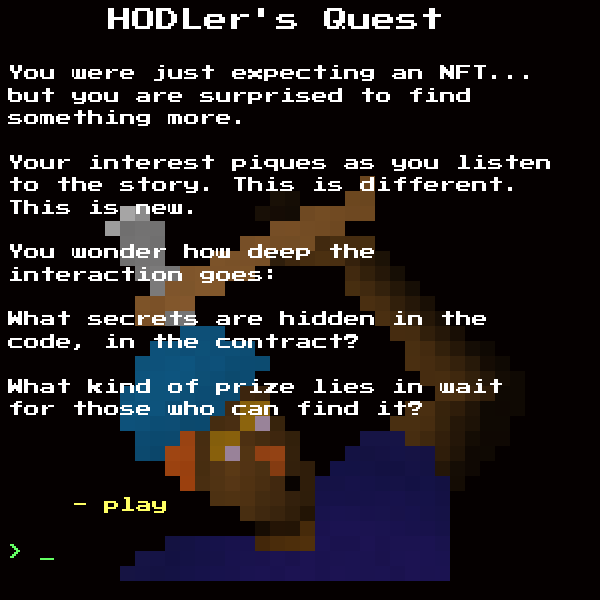 HODLer's Quest
You were just expecting an NFT...
but you are surprised to find
something more.
Your interest piques as you listen
to the story. This is different.
This is new.
You wonder how deep the
interaction goes:
What secrets are hidden in the
code, in the contract?
What kind of prize lies in wait
for those who can find it?
- play
> _